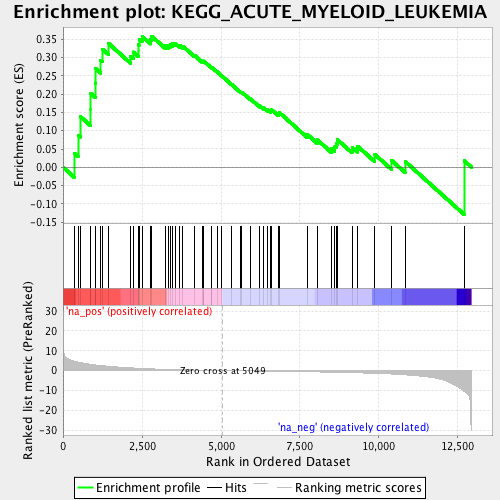 Enrichment plot: KEGG_ACUTE_MYELOID_LEUKEMIA
Enrichment score (ES)
0.35
0.30
0.25
0.20
0.15
0.10
0.05
0.00
-0.05
-0.10
-0.15
'na_pos' (positively correlated)
Ranked list metric (PreRanked)
30
20
10
0
-10
-20
-30
Zero cross at 5049
'na_neg' (negatively correlated)
0 2,500 5,000 7,500 10,000 12,500
Rank in Ordered Dataset
Enrichment profile Hits Ranking metric scores